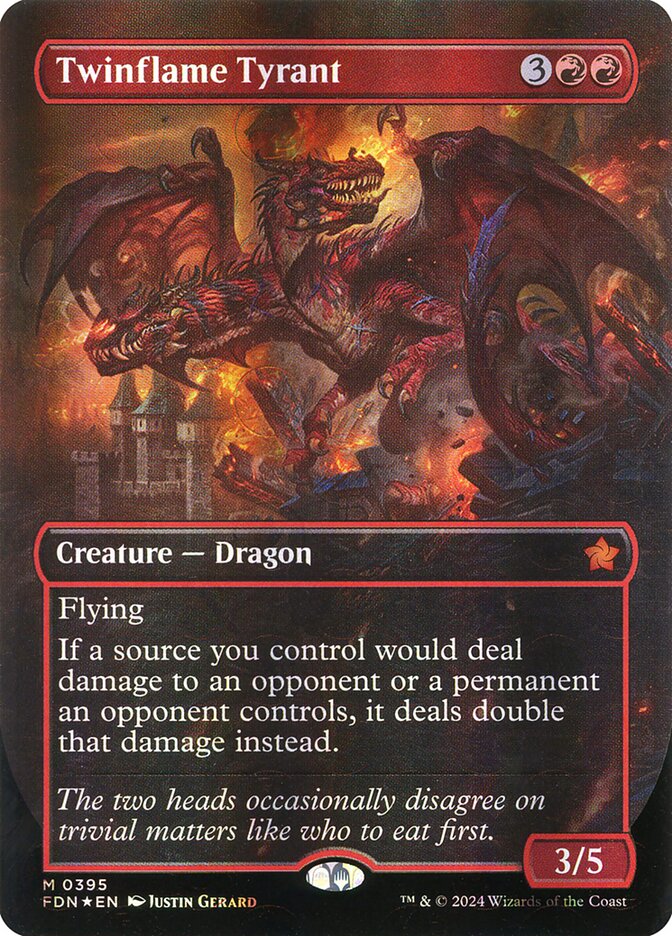 Twinflame Tyrant 3
Creature — Dragon
Flying
If a source you control would deal
damage to an opponent or a permanent
an opponent controls, it deals double
that damage instead.
The two heads occasionally disagree on
trivial matters like who to eat first.
3/5
M 0395
FDN★EN Justin Gerard ™ & © 2024 Wizards of the Coast